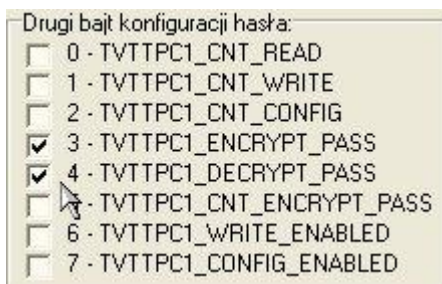 Drugi bajt konfiguracji hasła:
0 - TVTTPC1_CNT_READ
1 - TVTTPC1_CNT_WRITE
2 - TVTTPC1_CNT_CONFIG
3 - TVTTPC1_ENCRYPT_PASS
4 - TVTTPC1_DECRYPT_PASS
- TVTTPC1_CNT_ENCRYPT_PASS
6 - TVTTPC1_WRITE_ENABLED
7 - TVTTPC1_CONFIG_ENABLED